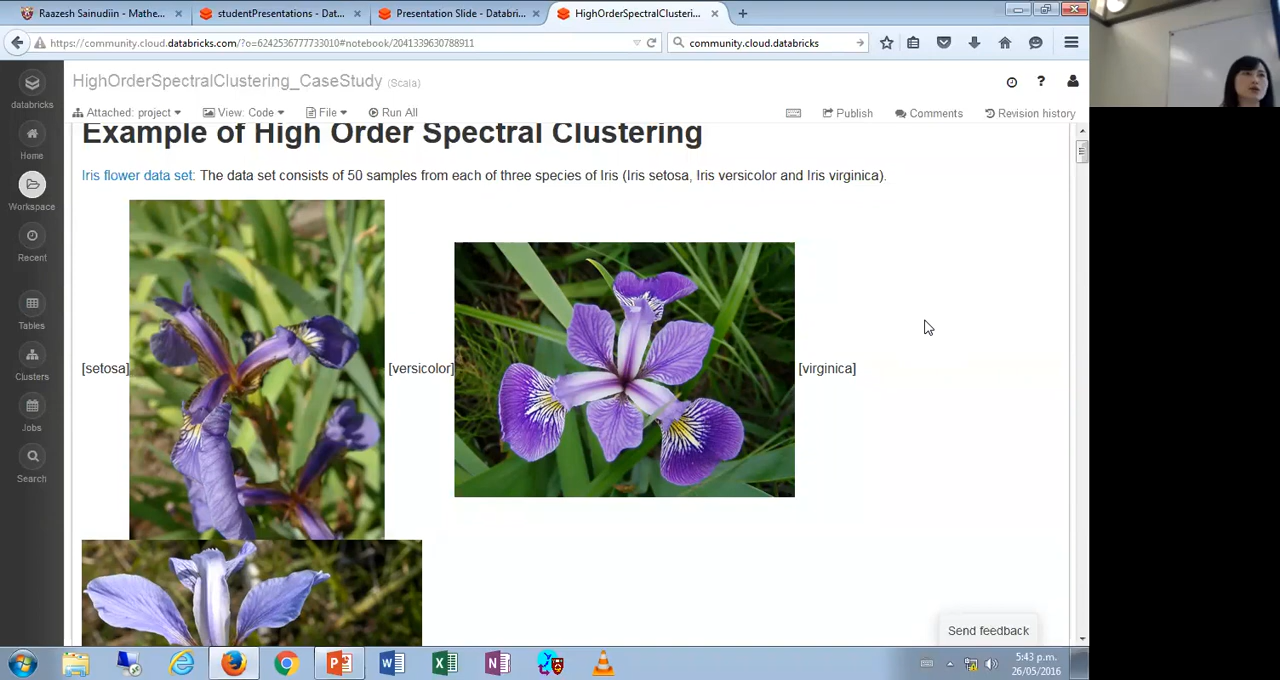 Raazesh Sainudiin - Mathe...
studentPresentations - Dat...
Presentation Slide - Databri...
HighOrderSpectralClusteri...
https://community.cloud.databricks.com/?o=6242536777733010#notebook/2041339630788911
community.cloud.databricks
HighOrderSpectralClustering_CaseStudy (Scala)
Attached: project
View: Code
File
Run All
Publish
Comments
Revision history
databricks
Home
Workspace
Recent
Tables
Clusters
Jobs
Search
Example of High Order Spectral Clustering
Iris flower data set: The data set consists of 50 samples from each of three species of Iris (Iris setosa, Iris versicolor and Iris virginica).
[setosa] [versicolor] [virginica]
Send feedback
5:43 p.m.
26/05/2016